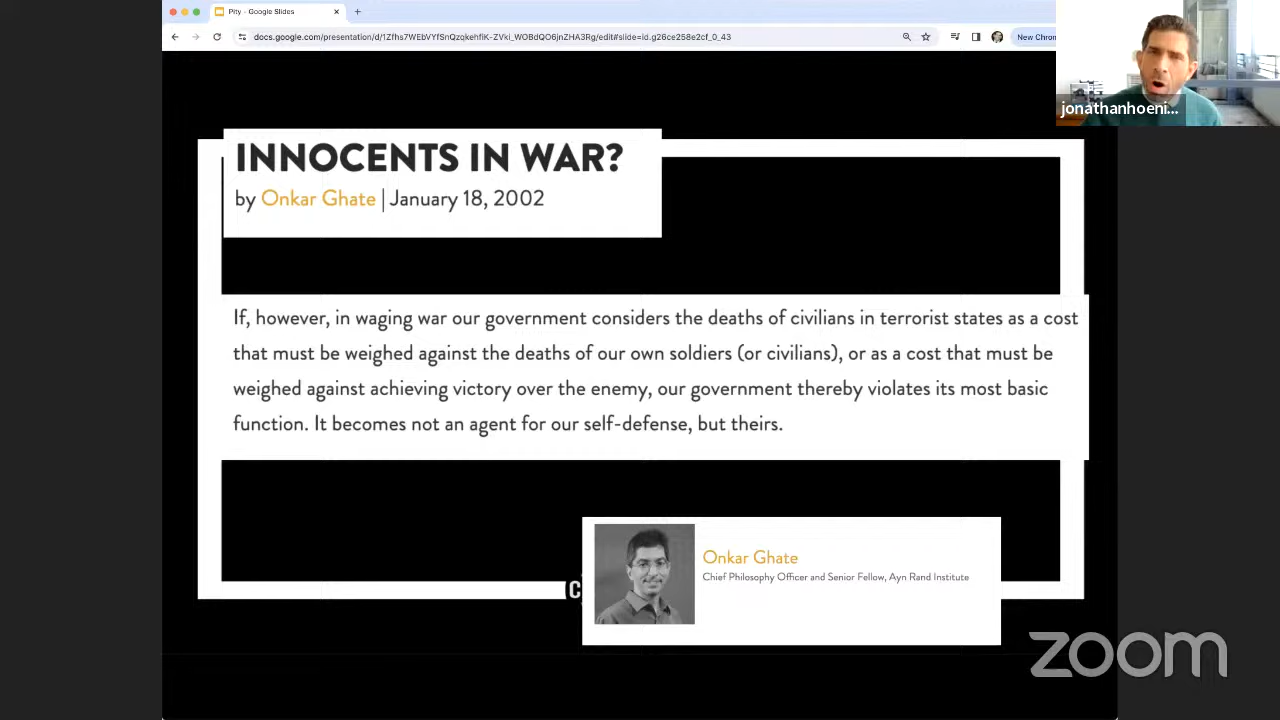 Pity - Google Slides
docs.google.com/presentation/d/1Zfhs7WEbVYfSnQzqkehfiK-ZVki_WOBdQO6jnZHA3Rg/edit#slide=id.g26ce258e2cf_0_43
New Chrom
jonathanhoeni...
INNOCENTS IN WAR?
by Onkar Ghate | January 18, 2002
If, however, in waging war our government considers the deaths of civilians in terrorist states as a cost
that must be weighed against the deaths of our own soldiers (or civilians), or as a cost that must be
weighed against achieving victory over the enemy, our government thereby violates its most basic
function. It becomes not an agent for our self-defense, but theirs.
Onkar Ghate
Chief Philosophy Officer and Senior Fellow, Ayn Rand Institute
zoom